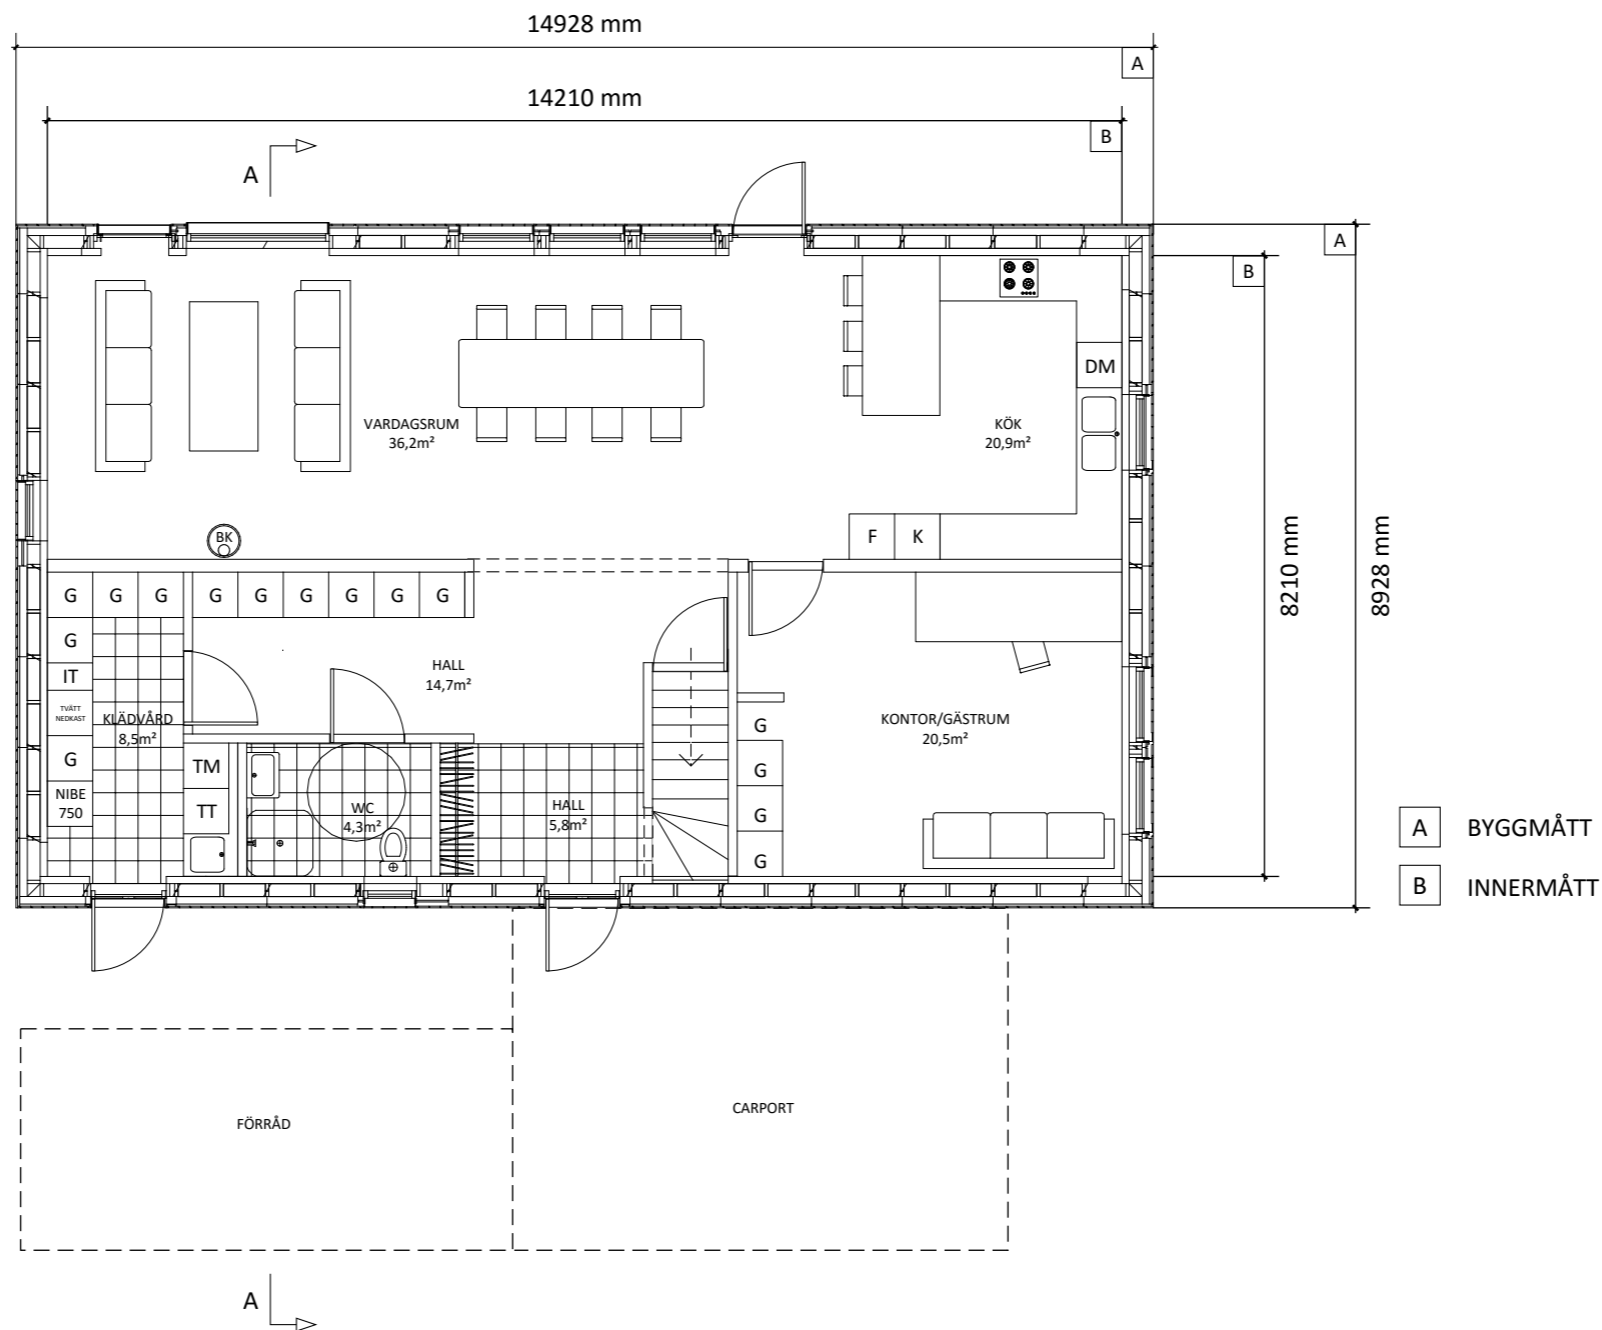 14928 mm
A
14210 mm
B
A
A
B
DM
VARDAGSRUM
36,2m²
KÖK
20,9m²
F
K
BK
8210 mm
8928 mm
G
G
G
G
G
G
G
G
G
G
IT
TVÄTT
NEDKAST
G
NIBE
750
KLÄDVÅRD
8,5m²
TM
TT
HALL
14,7m²
WC
4,3m²
HALL
5,8m²
G
G
G
G
KONTOR/GÄSTRUM
20,5m²
A
BYGGMÅTT
B
INNERMÅTT
FÖRRÅD
CARPORT
A